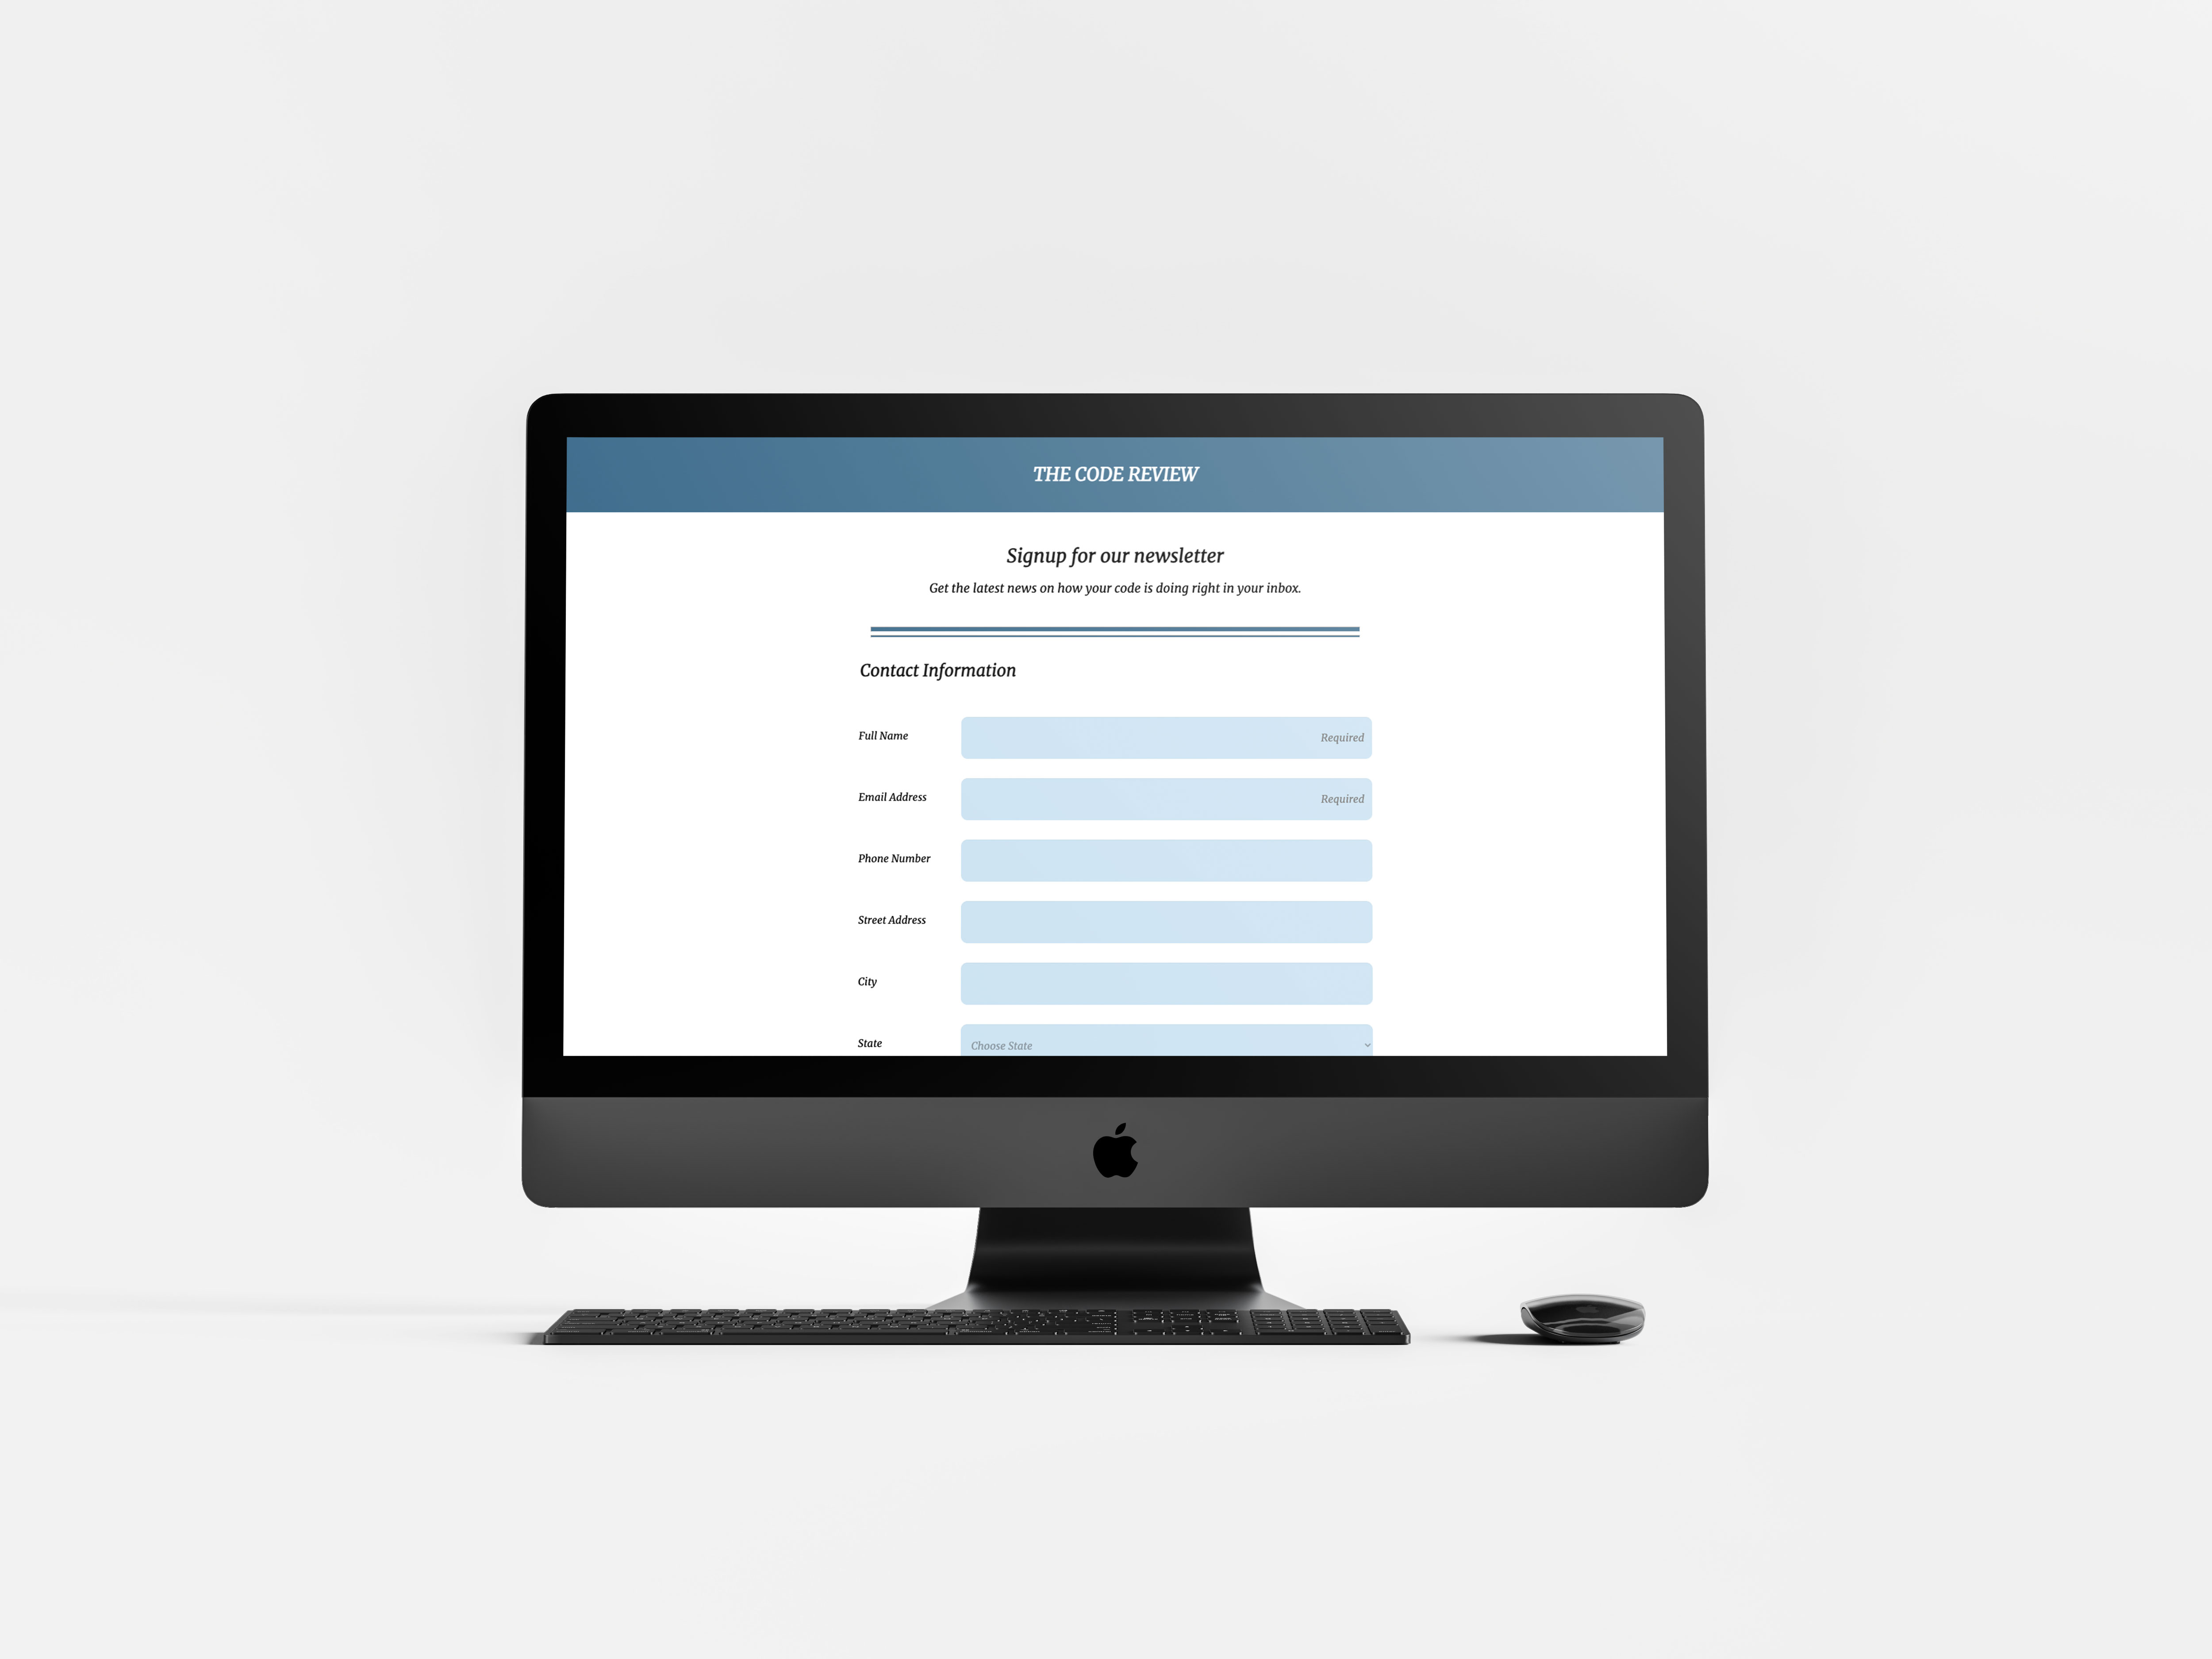 THE CODE REVIEW
Signup for our newsletter
Get the latest news on how your code is doing right in your inbox.
Contact Information
Full Name
Required
Email Address
Required
Phone Number
Street Address
City
State
Choose State